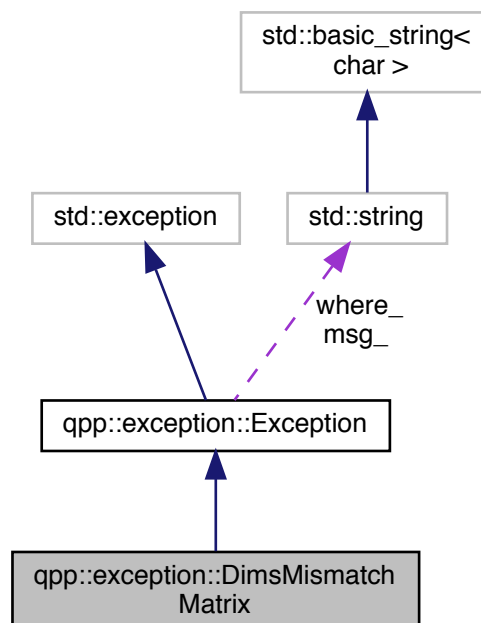 std::basic_string<
char >
std::exception
std::string
where_
msg_
qpp::exception::Exception
qpp::exception::DimsMismatch
Matrix